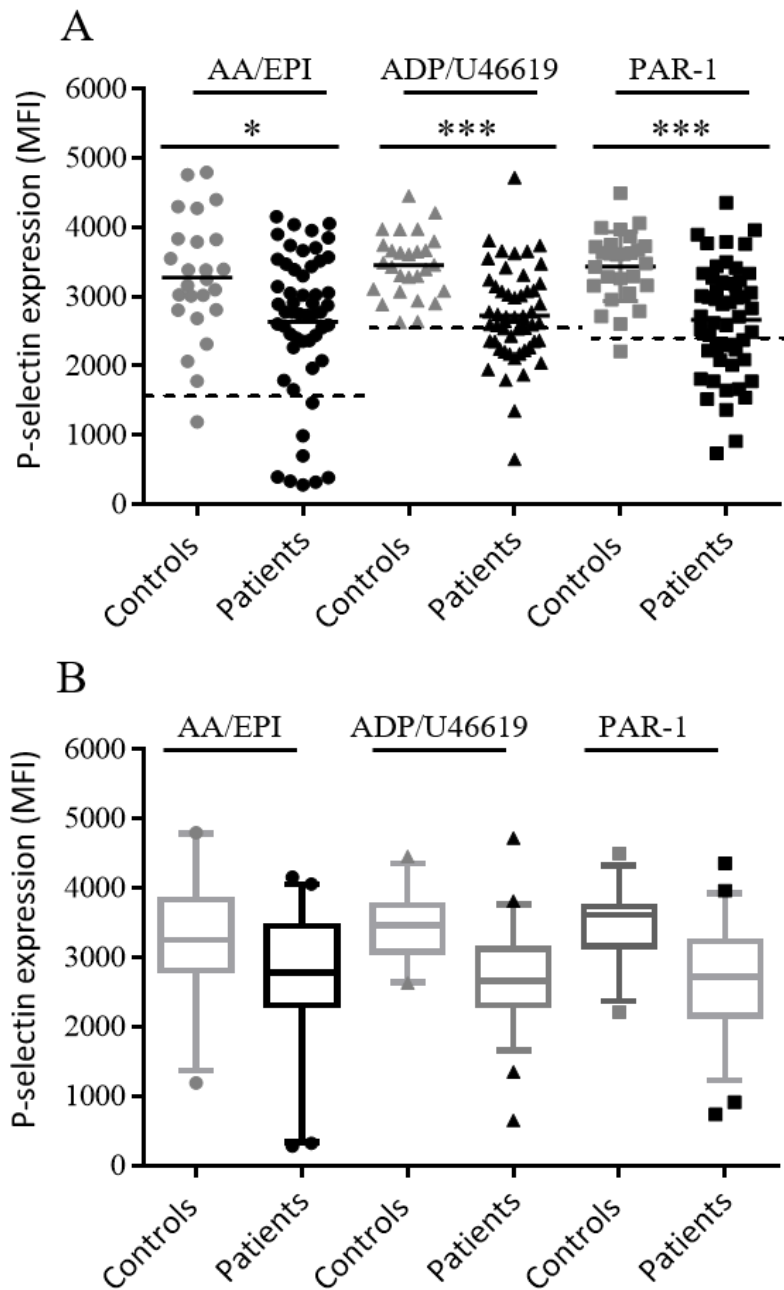 A
AA/EPI ADP/U46619 PAR-1
* *** ***
P-selectin expression (MFI)
6000
5000
4000
3000
2000
1000
0
Controls Patients Controls Patients Controls Patients
B
AA/EPI ADP/U46619 PAR-1
P-selectin expression (MFI)
6000
5000
4000
3000
2000
1000
0
Controls Patients Controls Patients Controls Patients